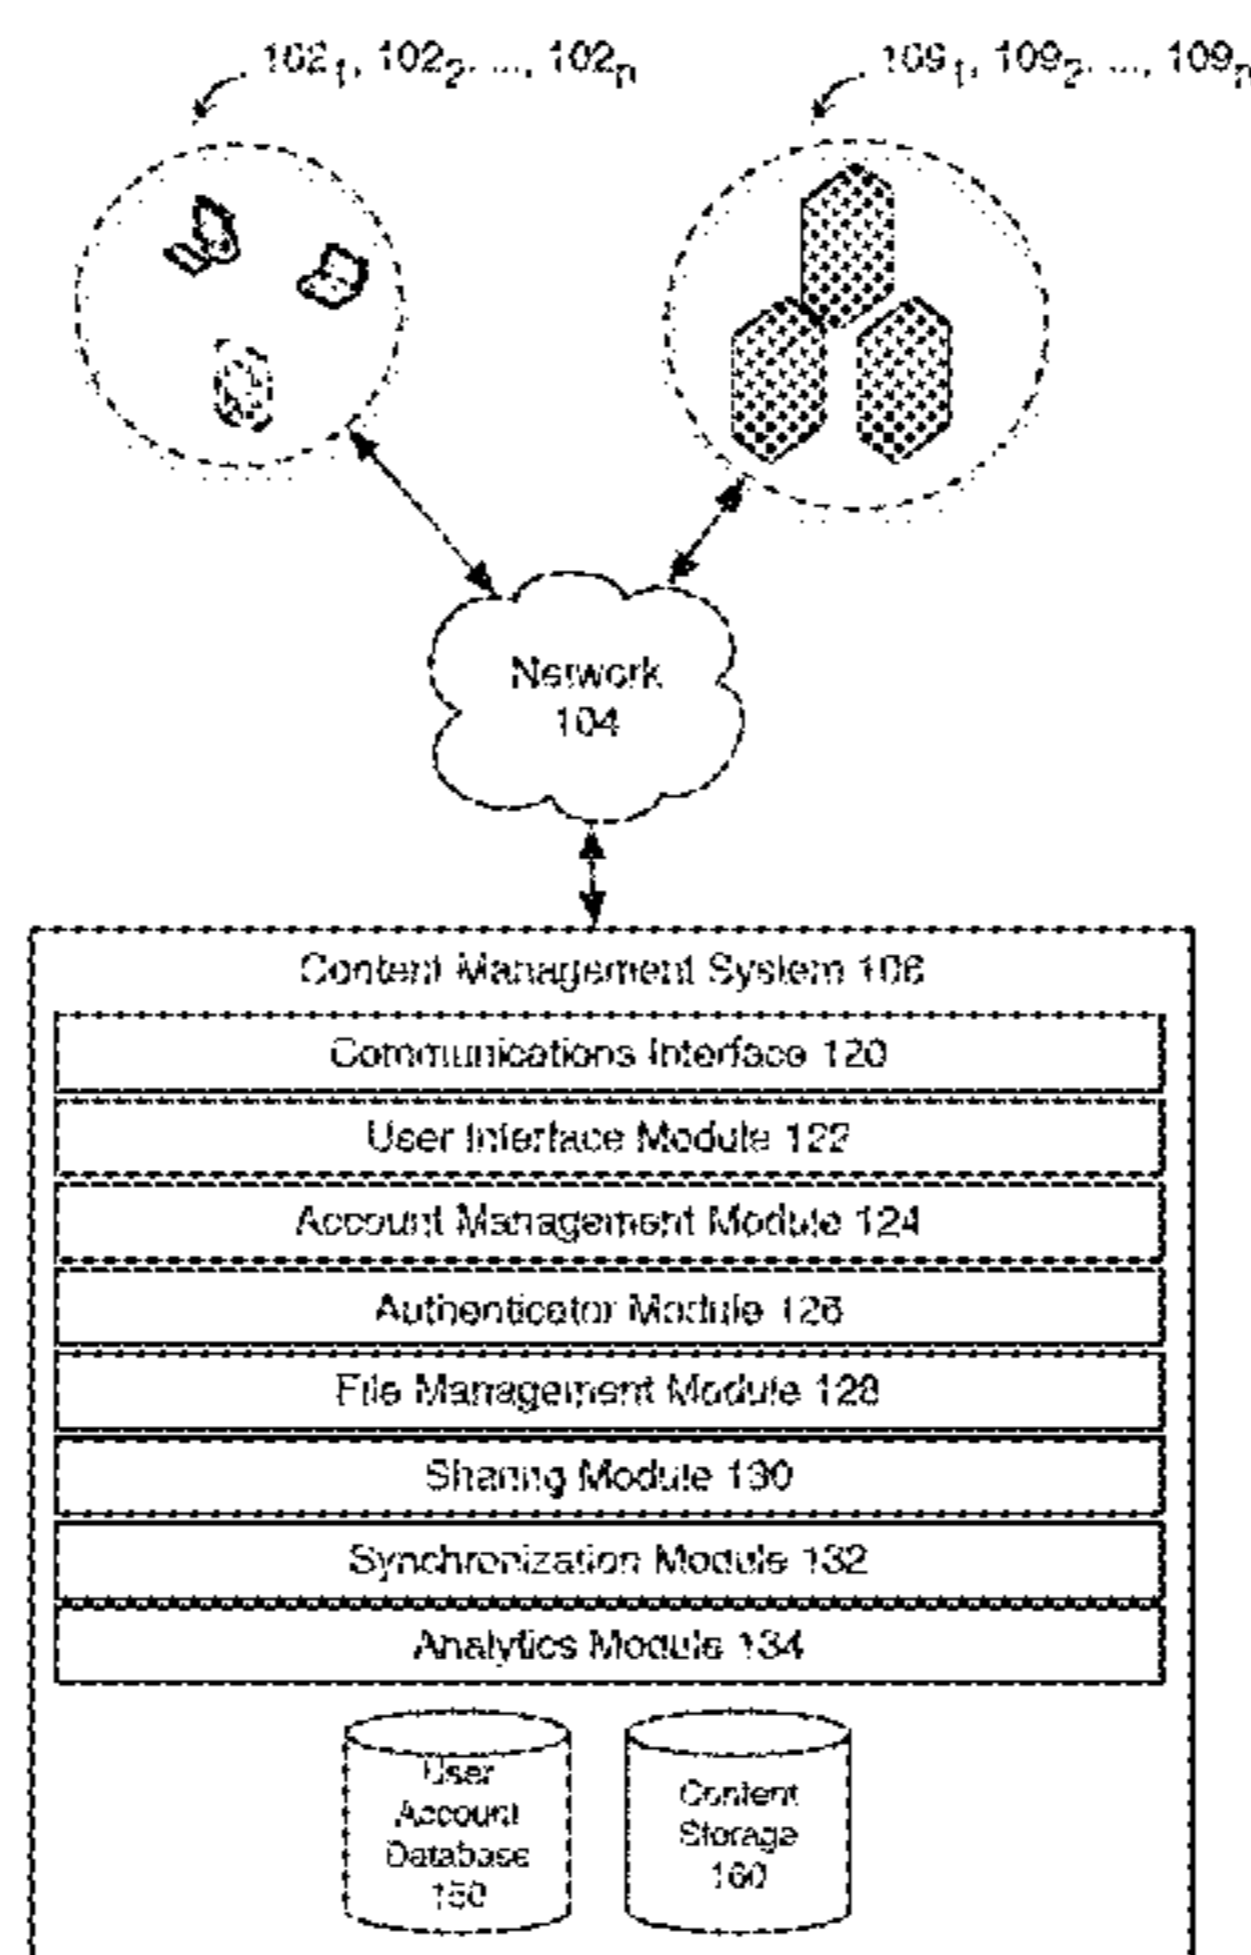 102₁, 102₂, ..., 102ₙ
109₁, 109₂, ..., 109ₙ
Network
104
Content Management System 106
Communications Interface 120
User Interface Module 122
Account Management Module 124
Authenticator Module 126
File Management Module 128
Sharing Module 130
Synchronization Module 132
Analytics Module 134
User
Account
Database
150
Content
Storage
160